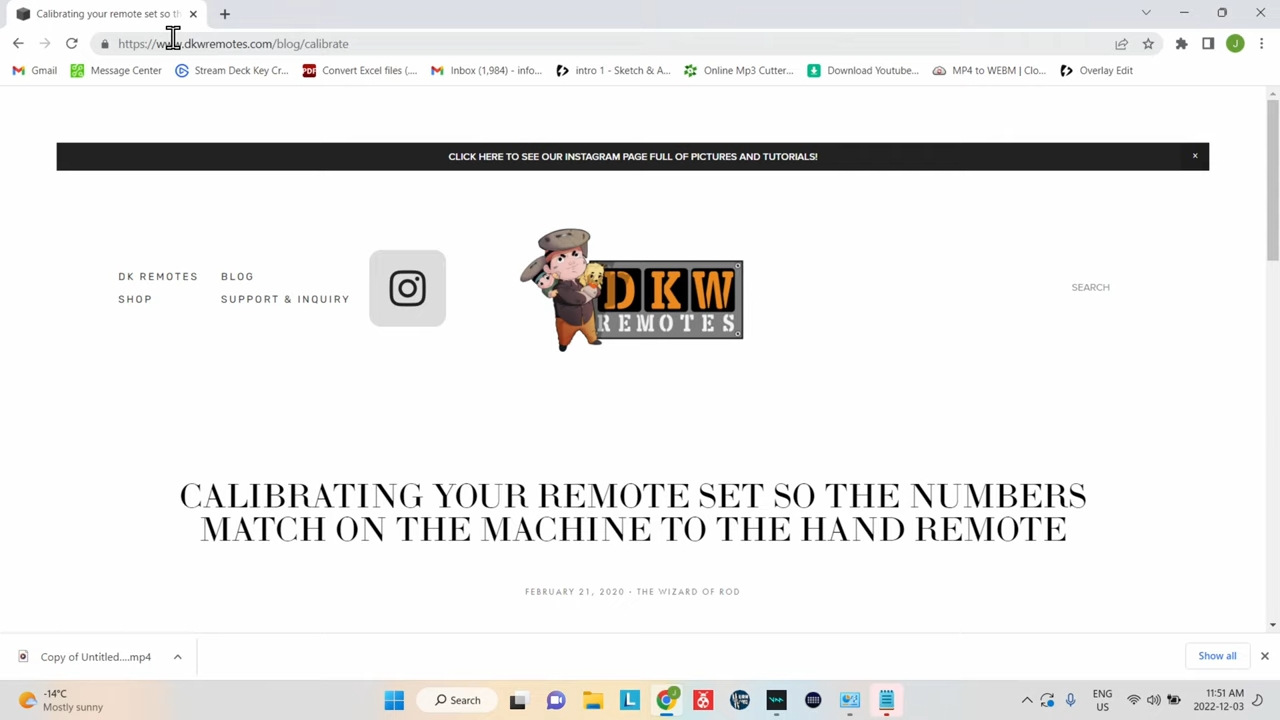 Calibrating your remote set so th
https://www.dkwremotes.com/blog/calibrate
J
Gmail
Message Center
Stream Deck Key Cr...
PDF
Convert Excel files (,...
Inbox (1,984) - info...
intro 1 - Sketch & A...
Online Mp3 Cutter...
Download Youtube...
MP4 to WEBM | Clo...
Overlay Edit
CLICK HERE TO SEE OUR INSTAGRAM PAGE FULL OF PICTURES AND TUTORIALS!
DK REMOTES
BLOG
SHOP
SUPPORT & INQUIRY
DKW
REMOTES
SEARCH
CALIBRATING YOUR REMOTE SET SO THE NUMBERS
MATCH ON THE MACHINE TO THE HAND REMOTE
FEBRUARY 21, 2020 - THE WIZARD OF ROD
Copy of Untitled....mp4
Show all
-14°C
Mostly sunny
Search
ENG
US
11:51 AM
2022-12-03